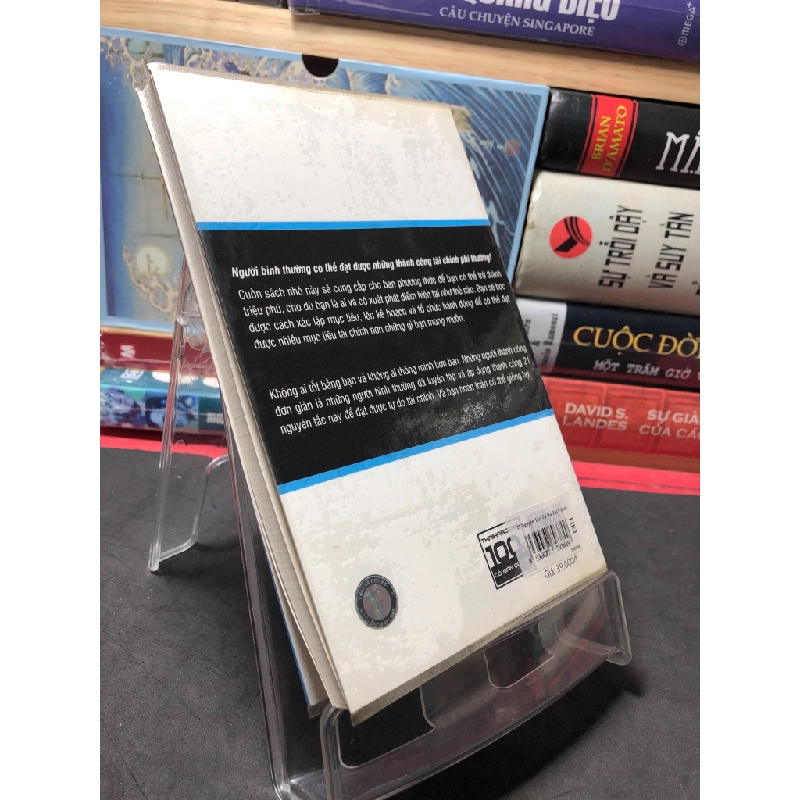 QUANG DIỆU
CÂU CHUYỆN SINGAPORE
OMEGA+
BRIAN
D'AMATO
SỰ TRỖI DẬY
VÀ SUY TÀN
CUỘC ĐỜI
MỘT TRĂM GIỜ
DAVID S.
LANDES
SỰ GIÀ
CỦA CÁC
Người bình thường có thể đạt được những thành công tài chính phi thường!
Cuốn sách nhỏ này sẽ cung cấp cho bạn phương thức để bạn có thể trở thành
triệu phú, cho dù bạn là ai và có xuất phát điểm hiện tại như thế nào. Bạn sẽ học
được cách xác lập mục tiêu, lên kế hoạch và tổ chức hành động để có thể đạt
được nhiều mục tiêu tài chính hơn những gì bạn mong muốn.
Không ai tốt bằng bạn và không ai thông minh hơn bạn. Những người thành công
đơn giản là những người bình thường đã luyện tập và áp dụng thành công 21
nguyên tắc này để đạt được tự do tài chính. Và bạn hoàn toàn có thể giống họ.
100
Giá: 39.000đ